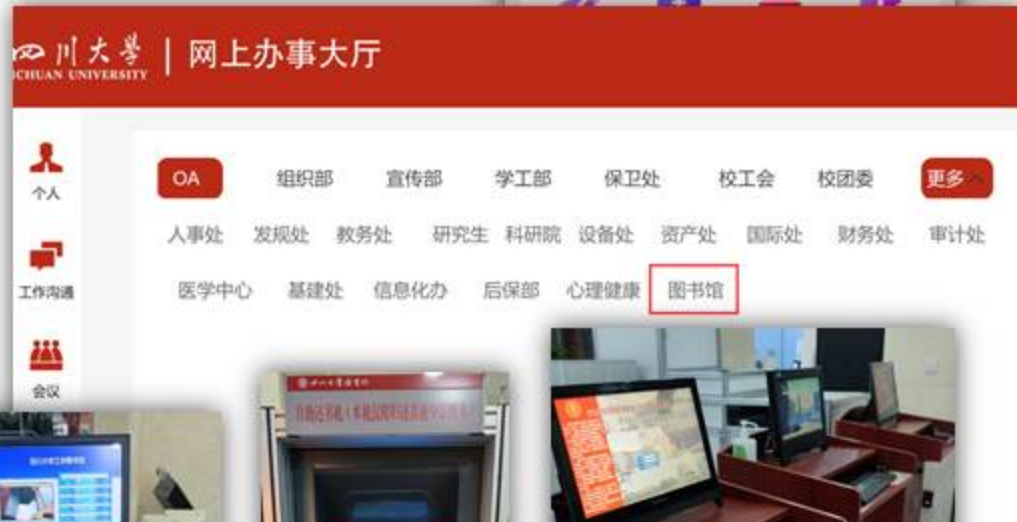 四川大學
CHUAN UNIVERSITY
网上办事大厅
个人
工作沟通
会议
OA 组织部 宣传部 学工部 保卫处 校工会 校团委 更多
人事处 发规处 教务处 研究生 科研院 设备处 资产处 国际处 财务处 审计处
医学中心 基建处 信息化办 后保部 心理健康 图书馆